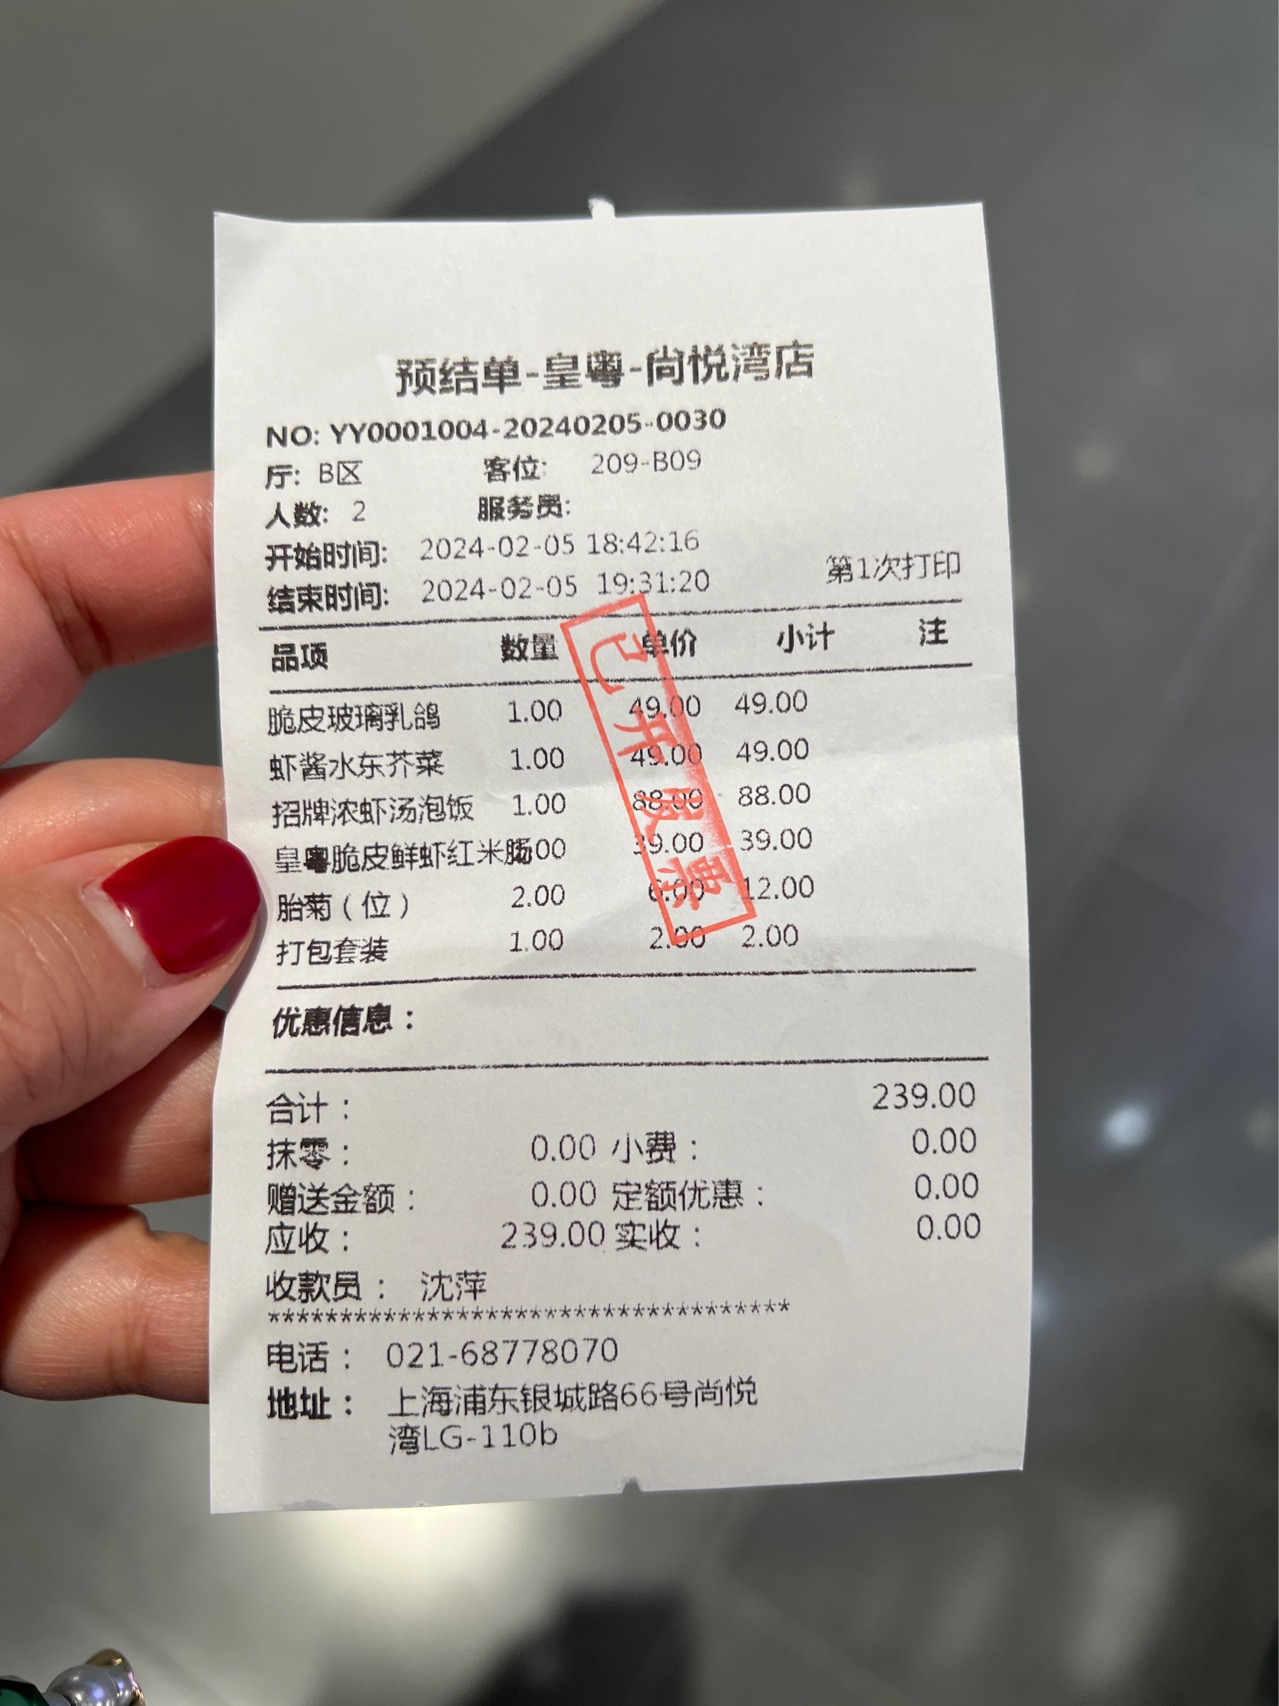 预结单-皇粤-尚悦湾店
NO: YY0001004-20240205-0030
厅: B区 客位: 209-B09
人数: 2 服务员:
开始时间: 2024-02-05 18:42:16
结束时间: 2024-02-05 19:31:20 第1次打印
品项 数量 单价 小计 注
脆皮玻璃乳鸽 1.00 49.00 49.00
虾酱水东芥菜 1.00 49.00 49.00
招牌浓虾汤泡饭 1.00 88.00 88.00
皇粤脆皮鲜虾红米肠 1.00 39.00 39.00
胎菊（位） 2.00 6.00 12.00
打包套装 1.00 2.00 2.00
已开发票
优惠信息：
合计： 239.00
抹零： 0.00 小费： 0.00
赠送金额： 0.00 定额优惠： 0.00
应收： 239.00 实收： 0.00
收款员： 沈萍
************************************
电话： 021-68778070
地址： 上海浦东银城路66号尚悦
湾LG-110b